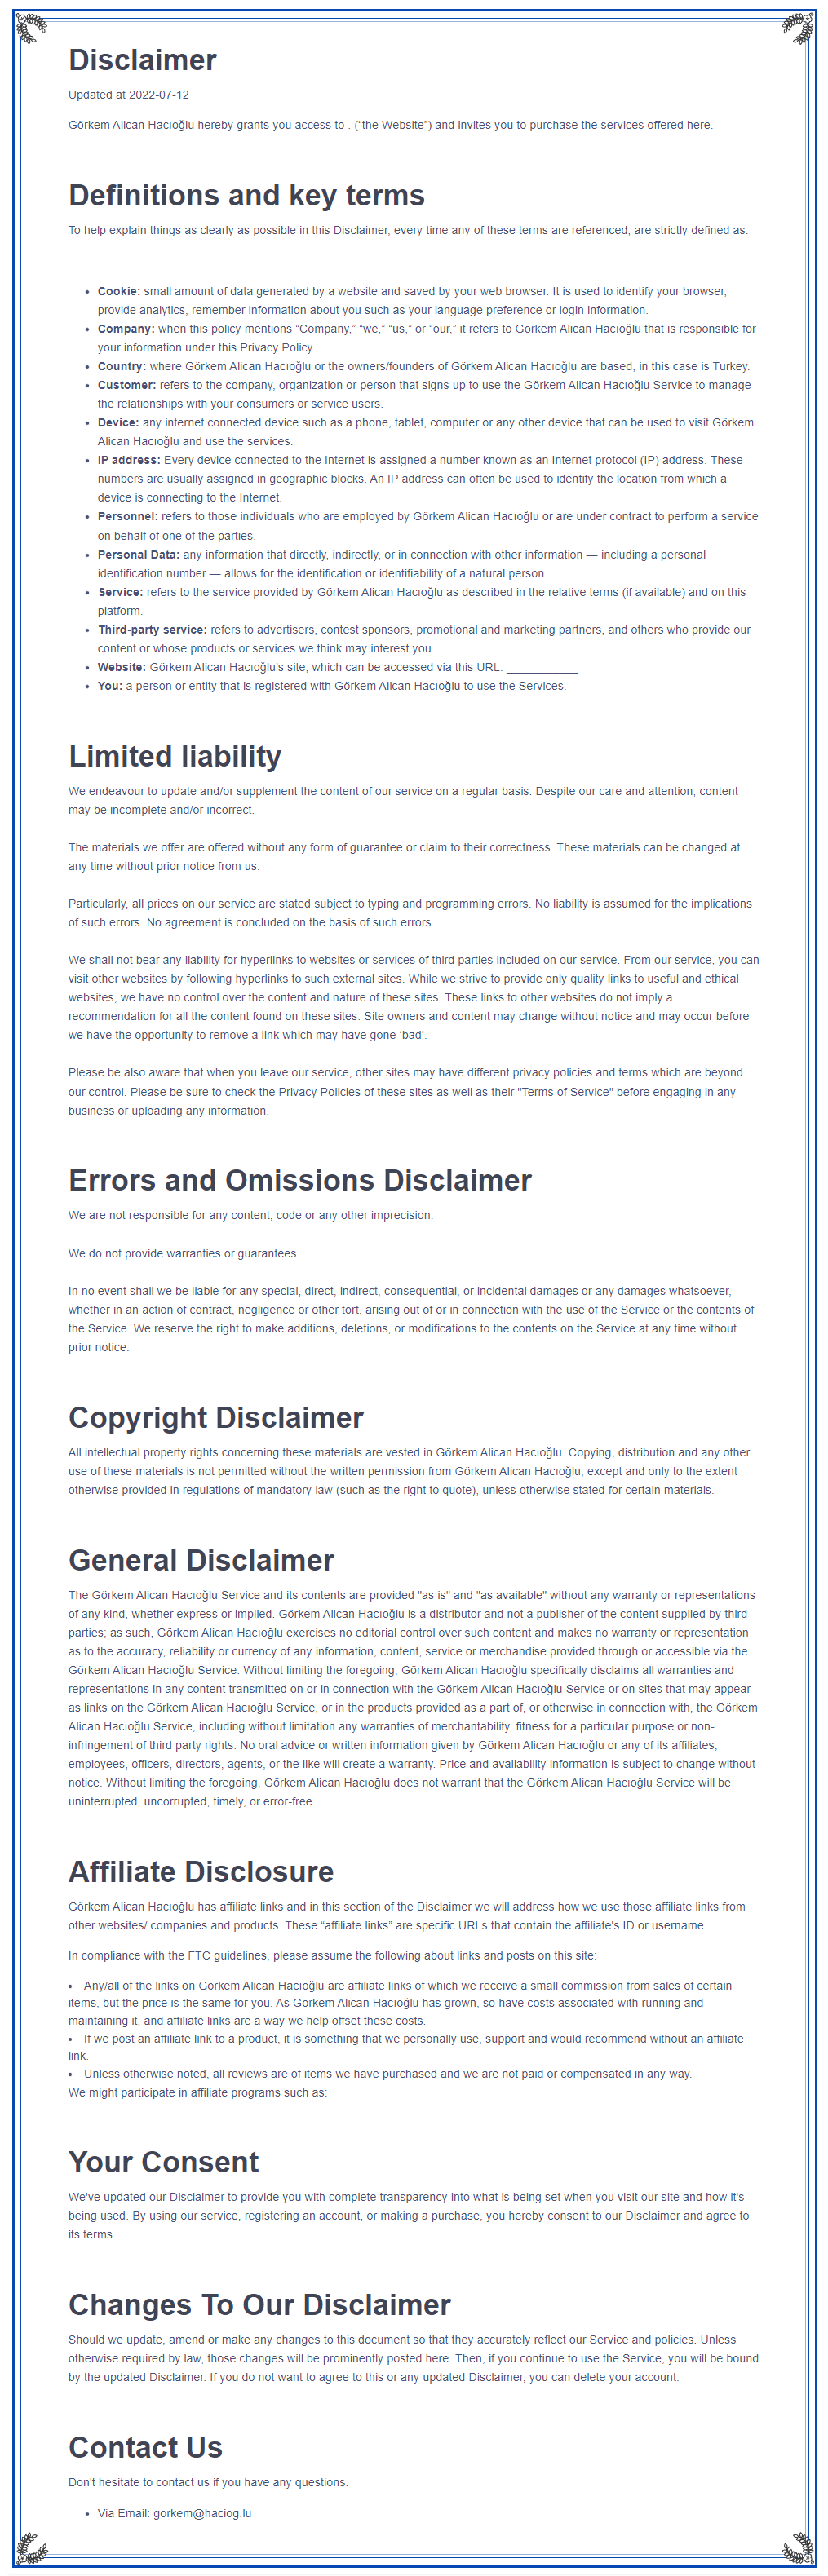 Disclaimer
Updated at 2022-07-12
Görkem Alican Hacıoğlu hereby grants you access to . (“the Website”) and invites you to purchase the services offered here.
Definitions and key terms
To help explain things as clearly as possible in this Disclaimer, every time any of these terms are referenced, are strictly defined as:
• Cookie: small amount of data generated by a website and saved by your web browser. It is used to identify your browser,
provide analytics, remember information about you such as your language preference or login information.
• Company: when this policy mentions “Company,” “we,” “us,” or “our,” it refers to Görkem Alican Hacıoğlu that is responsible for
your information under this Privacy Policy.
• Country: where Görkem Alican Hacıoğlu or the owners/founders of Görkem Alican Hacıoğlu are based, in this case is Turkey.
• Customer: refers to the company, organization or person that signs up to use the Görkem Alican Hacıoğlu Service to manage
the relationships with your consumers or service users.
• Device: any internet connected device such as a phone, tablet, computer or any other device that can be used to visit Görkem
Alican Hacıoğlu and use the services.
• IP address: Every device connected to the Internet is assigned a number known as an Internet protocol (IP) address. These
numbers are usually assigned in geographic blocks. An IP address can often be used to identify the location from which a
device is connecting to the Internet.
• Personnel: refers to those individuals who are employed by Görkem Alican Hacıoğlu or are under contract to perform a service
on behalf of one of the parties.
• Personal Data: any information that directly, indirectly, or in connection with other information — including a personal
identification number — allows for the identification or identifiability of a natural person.
• Service: refers to the service provided by Görkem Alican Hacıoğlu as described in the relative terms (if available) and on this
platform.
• Third-party service: refers to advertisers, contest sponsors, promotional and marketing partners, and others who provide our
content or whose products or services we think may interest you.
• Website: Görkem Alican Hacıoğlu's site, which can be accessed via this URL: ___________
• You: a person or entity that is registered with Görkem Alican Hacıoğlu to use the Services.
Limited liability
We endeavour to update and/or supplement the content of our service on a regular basis. Despite our care and attention, content
may be incomplete and/or incorrect.
The materials we offer are offered without any form of guarantee or claim to their correctness. These materials can be changed at
any time without prior notice from us.
Particularly, all prices on our service are stated subject to typing and programming errors. No liability is assumed for the implications
of such errors. No agreement is concluded on the basis of such errors.
We shall not bear any liability for hyperlinks to websites or services of third parties included on our service. From our service, you can
visit other websites by following hyperlinks to such external sites. While we strive to provide only quality links to useful and ethical
websites, we have no control over the content and nature of these sites. These links to other websites do not imply a
recommendation for all the content found on these sites. Site owners and content may change without notice and may occur before
we have the opportunity to remove a link which may have gone ‘bad’.
Please be also aware that when you leave our service, other sites may have different privacy policies and terms which are beyond
our control. Please be sure to check the Privacy Policies of these sites as well as their "Terms of Service" before engaging in any
business or uploading any information.
Errors and Omissions Disclaimer
We are not responsible for any content, code or any other imprecision.
We do not provide warranties or guarantees.
In no event shall we be liable for any special, direct, indirect, consequential, or incidental damages or any damages whatsoever,
whether in an action of contract, negligence or other tort, arising out of or in connection with the use of the Service or the contents of
the Service. We reserve the right to make additions, deletions, or modifications to the contents on the Service at any time without
prior notice.
Copyright Disclaimer
All intellectual property rights concerning these materials are vested in Görkem Alican Hacıoğlu. Copying, distribution and any other
use of these materials is not permitted without the written permission from Görkem Alican Hacıoğlu, except and only to the extent
otherwise provided in regulations of mandatory law (such as the right to quote), unless otherwise stated for certain materials.
General Disclaimer
The Görkem Alican Hacıoğlu Service and its contents are provided "as is" and "as available" without any warranty or representations
of any kind, whether express or implied. Görkem Alican Hacıoğlu is a distributor and not a publisher of the content supplied by third
parties; as such, Görkem Alican Hacıoğlu exercises no editorial control over such content and makes no warranty or representation
as to the accuracy, reliability or currency of any information, content, service or merchandise provided through or accessible via the
Görkem Alican Hacıoğlu Service. Without limiting the foregoing, Görkem Alican Hacıoğlu specifically disclaims all warranties and
representations in any content transmitted on or in connection with the Görkem Alican Hacıoğlu Service or on sites that may appear
as links on the Görkem Alican Hacıoğlu Service, or in the products provided as a part of, or otherwise in connection with, the Görkem
Alican Hacıoğlu Service, including without limitation any warranties of merchantability, fitness for a particular purpose or non-
infringement of third party rights. No oral advice or written information given by Görkem Alican Hacıoğlu or any of its affiliates,
employees, officers, directors, agents, or the like will create a warranty. Price and availability information is subject to change without
notice. Without limiting the foregoing, Görkem Alican Hacıoğlu does not warrant that the Görkem Alican Hacıoğlu Service will be
uninterrupted, uncorrupted, timely, or error-free.
Affiliate Disclosure
Görkem Alican Hacıoğlu has affiliate links and in this section of the Disclaimer we will address how we use those affiliate links from
other websites/ companies and products. These “affiliate links” are specific URLs that contain the affiliate's ID or username.
In compliance with the FTC guidelines, please assume the following about links and posts on this site:
• Any/all of the links on Görkem Alican Hacıoğlu are affiliate links of which we receive a small commission from sales of certain
items, but the price is the same for you. As Görkem Alican Hacıoğlu has grown, so have costs associated with running and
maintaining it, and affiliate links are a way we help offset these costs.
• If we post an affiliate link to a product, it is something that we personally use, support and would recommend without an affiliate
link.
• Unless otherwise noted, all reviews are of items we have purchased and we are not paid or compensated in any way.
We might participate in affiliate programs such as:
Your Consent
We've updated our Disclaimer to provide you with complete transparency into what is being set when you visit our site and how it's
being used. By using our service, registering an account, or making a purchase, you hereby consent to our Disclaimer and agree to
its terms.
Changes To Our Disclaimer
Should we update, amend or make any changes to this document so that they accurately reflect our Service and policies. Unless
otherwise required by law, those changes will be prominently posted here. Then, if you continue to use the Service, you will be bound
by the updated Disclaimer. If you do not want to agree to this or any updated Disclaimer, you can delete your account.
Contact Us
Don't hesitate to contact us if you have any questions.
• Via Email: gorkem@haciog.lu